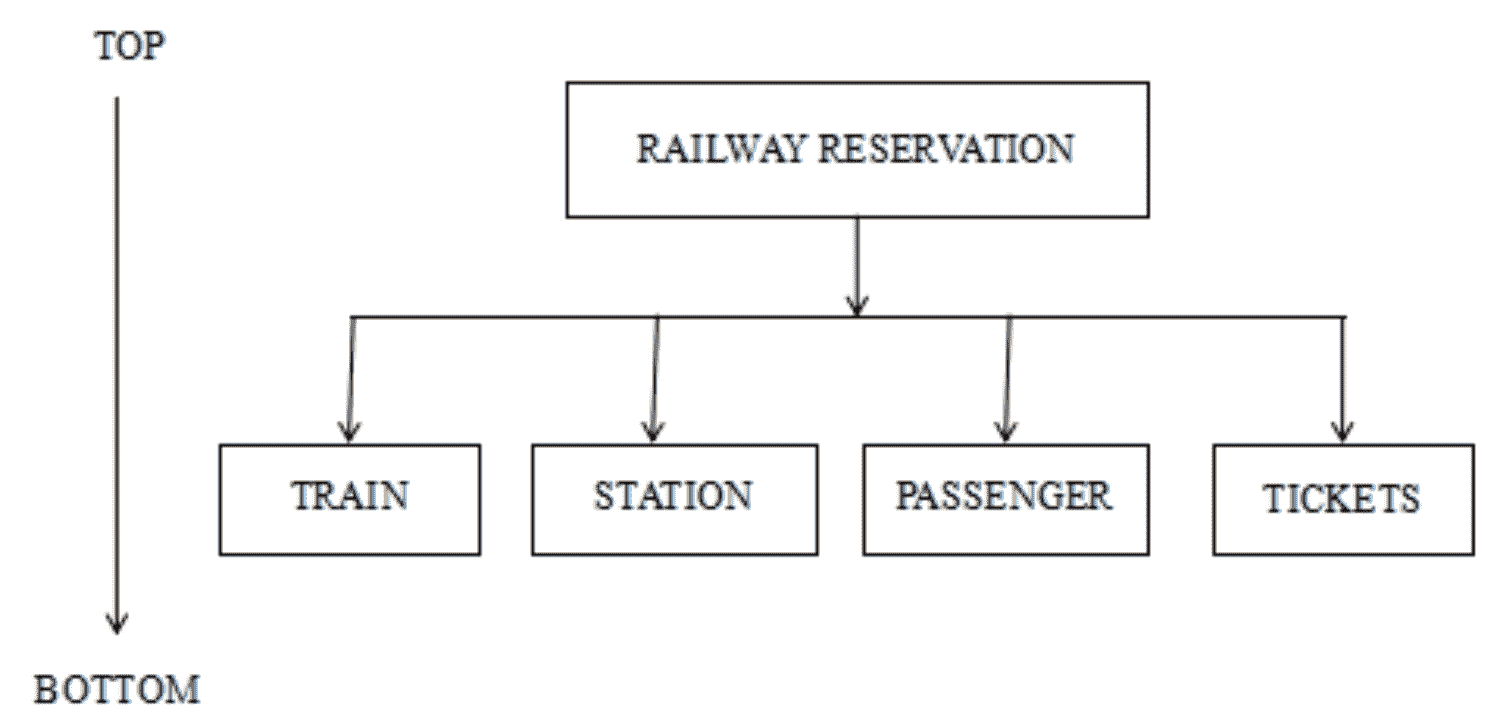 TOP
RAILWAY RESERVATION
TRAIN
STATION
PASSENGER
TICKETS
BOTTOM